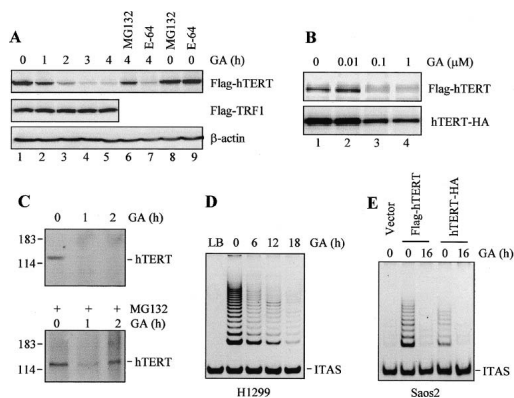 A
MG132 E-64 MG132 E-64
0 1 2 3 4 4 4 0 0 GA (h)
Flag-hTERT
Flag-TRF1
β-actin
1 2 3 4 5 6 7 8 9
B
0 0.01 0.1 1 GA (μM)
Flag-hTERT
hTERT-HA
1 2 3 4
C
0 1 2 GA (h)
183
114
hTERT
+ + + MG132
0 1 2 GA (h)
183
114
hTERT
D
LB 0 6 12 18 GA (h)
ITAS
H1299
E
Vector Flag-hTERT hTERT-HA
0 0 16 0 16 GA (h)
ITAS
Saos2